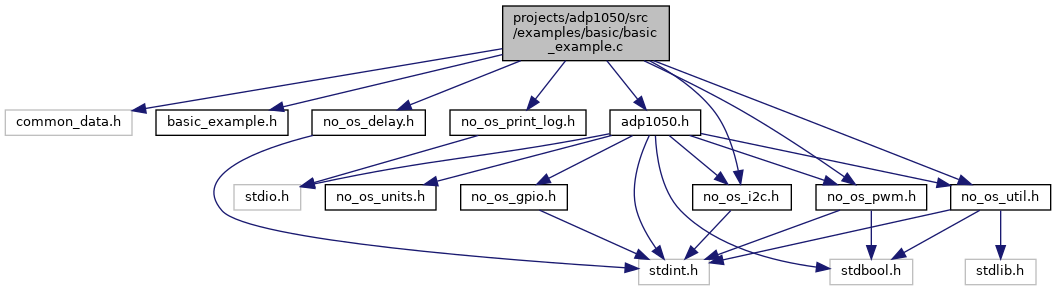 projects/adp1050/src
/examples/basic/basic
_example.c
common_data.h
basic_example.h
no_os_delay.h
no_os_print_log.h
adp1050.h
stdio.h
no_os_units.h
no_os_gpio.h
no_os_i2c.h
no_os_pwm.h
no_os_util.h
stdint.h
stdbool.h
stdlib.h